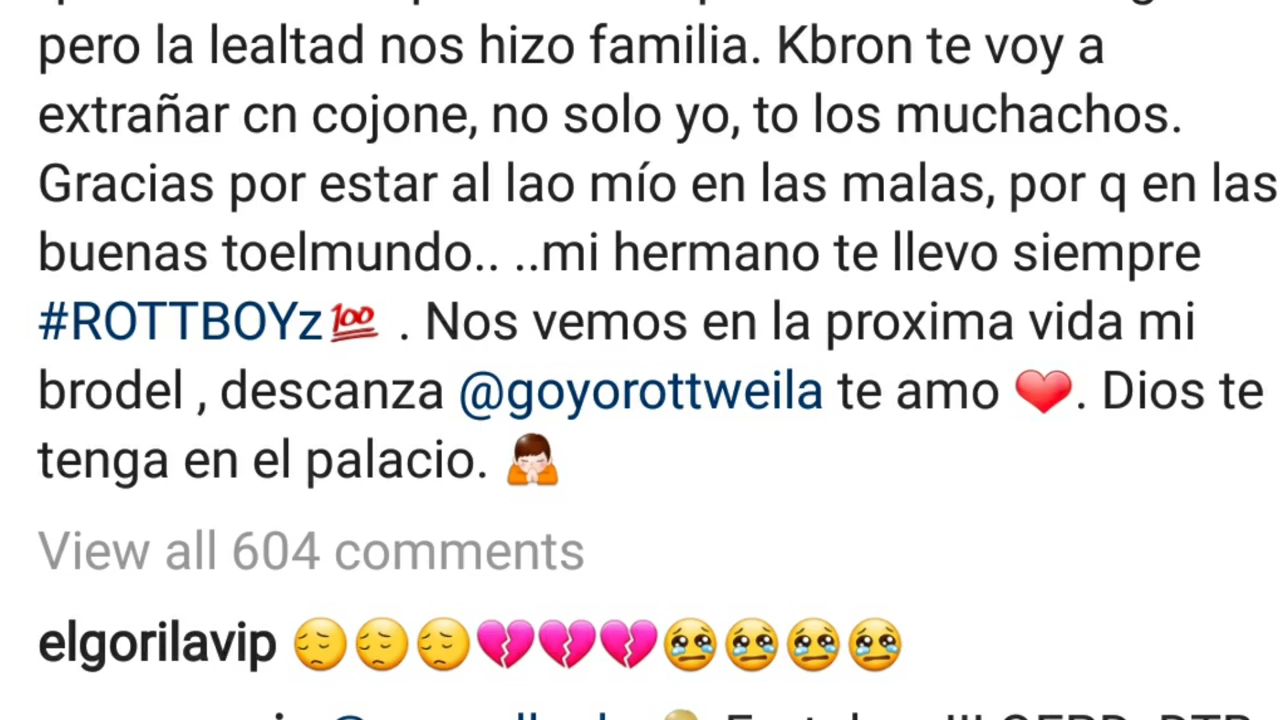 pero la lealtad nos hizo familia. Kbron te voy a
extrañar cn cojone, no solo yo, to los muchachos.
Gracias por estar al lao mío en las malas, por q en las
buenas toelmundo.. ..mi hermano te llevo siempre
#ROTTBOYz💯 . Nos vemos en la proxima vida mi
brodel , descanza @goyorottweila te amo ❤️. Dios te
tenga en el palacio. 🙏
View all 604 comments
elgorilavip 😔😔😔💔💔💔😢😢😢😢